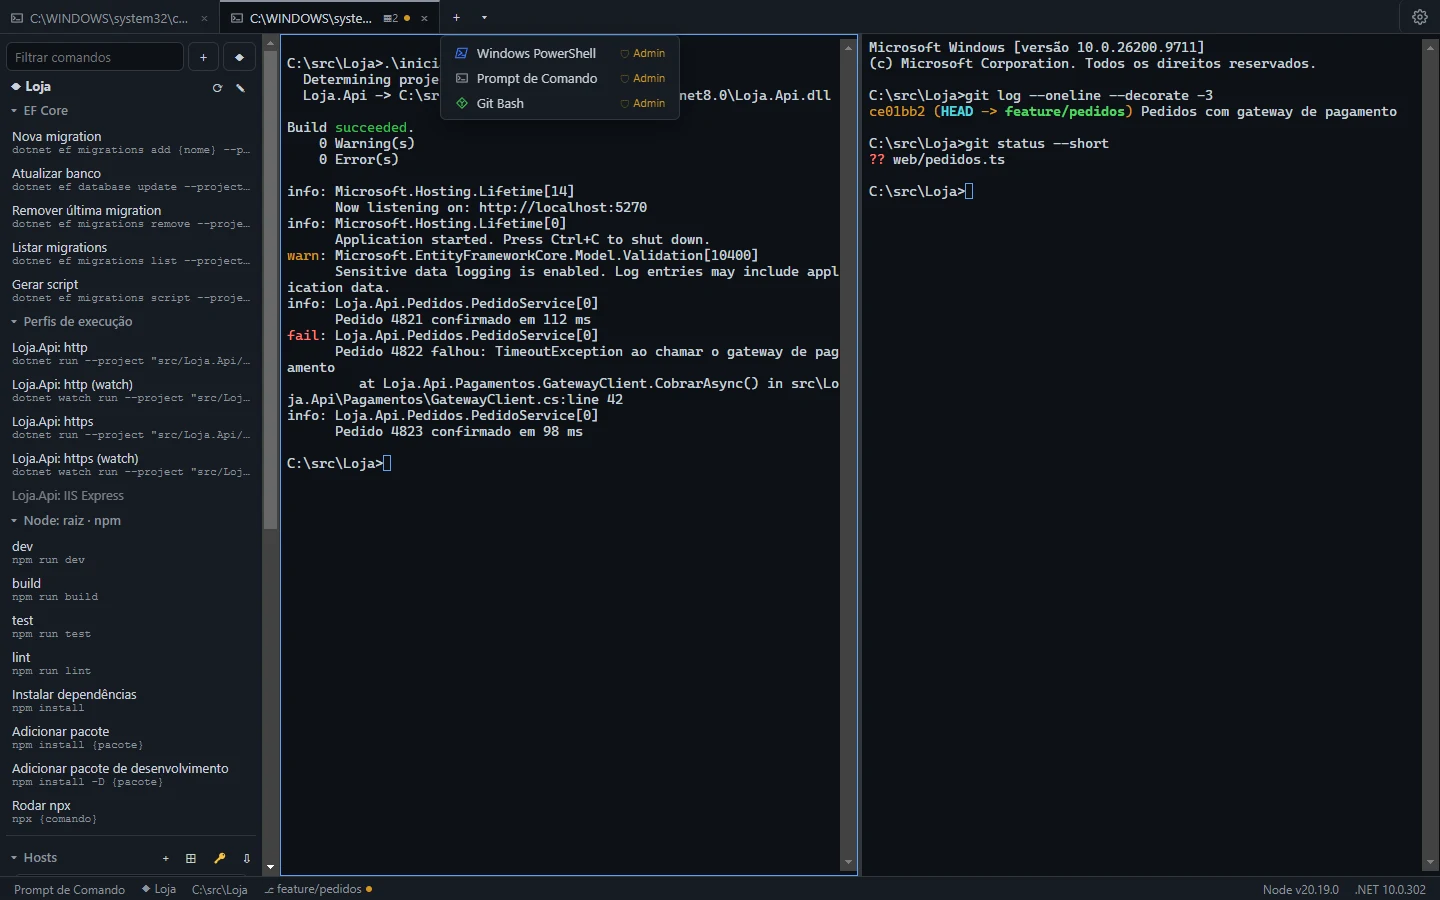 C:\WINDOWS\system32\c...
C:\WINDOWS\syste...
2
Filtrar comandos
Loja
EF Core
Nova migration
dotnet ef migrations add {nome} --p...
Atualizar banco
dotnet ef database update --project...
Remover última migration
dotnet ef migrations remove --proje...
Listar migrations
dotnet ef migrations list --project...
Gerar script
dotnet ef migrations script --proje...
Perfis de execução
Loja.Api: http
dotnet run --project "src/Loja.Api/...
Loja.Api: http (watch)
dotnet watch run --project "src/Loj...
Loja.Api: https
dotnet run --project "src/Loja.Api/...
Loja.Api: https (watch)
dotnet watch run --project "src/Loj...
Loja.Api: IIS Express
Node: raiz · npm
dev
npm run dev
build
npm run build
test
npm run test
lint
npm run lint
Instalar dependências
npm install
Adicionar pacote
npm install {pacote}
Adicionar pacote de desenvolvimento
npm install -D {pacote}
Rodar npx
npx {comando}
Hosts
Windows PowerShell Admin
Prompt de Comando Admin
Git Bash Admin
C:\src\Loja>.\inici
Determining proje
Loja.Api -> C:\sr net8.0\Loja.Api.dll
Build succeeded.
0 Warning(s)
0 Error(s)
info: Microsoft.Hosting.Lifetime[14]
Now listening on: http://localhost:5270
info: Microsoft.Hosting.Lifetime[0]
Application started. Press Ctrl+C to shut down.
warn: Microsoft.EntityFrameworkCore.Model.Validation[10400]
Sensitive data logging is enabled. Log entries may include appl
ication data.
info: Loja.Api.Pedidos.PedidoService[0]
Pedido 4821 confirmado em 112 ms
fail: Loja.Api.Pedidos.PedidoService[0]
Pedido 4822 falhou: TimeoutException ao chamar o gateway de pag
amento
at Loja.Api.Pagamentos.GatewayClient.CobrarAsync() in src\Lo
ja.Api\Pagamentos\GatewayClient.cs:line 42
info: Loja.Api.Pedidos.PedidoService[0]
Pedido 4823 confirmado em 98 ms
C:\src\Loja>
Microsoft Windows [versão 10.0.26200.9711]
(c) Microsoft Corporation. Todos os direitos reservados.
C:\src\Loja>git log --oneline --decorate -3
ce01bb2 (HEAD -> feature/pedidos) Pedidos com gateway de pagamento
C:\src\Loja>git status --short
?? web/pedidos.ts
C:\src\Loja>
Prompt de Comando
Loja
C:\src\Loja
feature/pedidos
Node v20.19.0
.NET 10.0.302